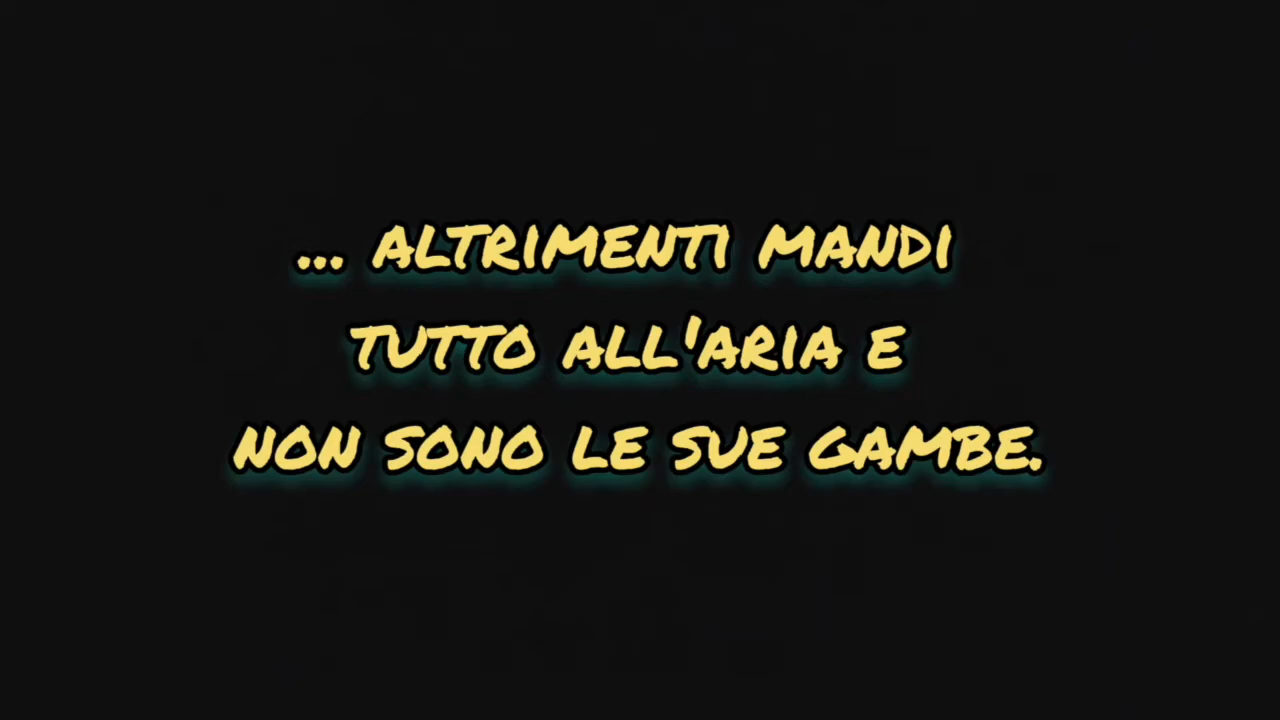 ... ALTRIMENTI MANDI
TUTTO ALL'ARIA E
NON SONO LE SUE GAMBE.